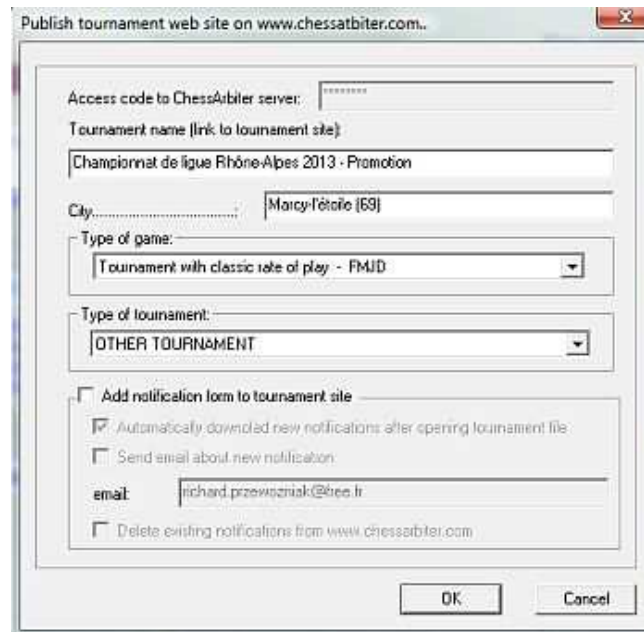 Publish tournament web site on www.chessatbiter.com..
Access code to ChessArbiter server: ********
Tournament name (link to tournament site):
Championnat de ligue Rhône-Alpes 2013 - Promotion
City..............................: Marcy-l'étoile (69)
Type of game:
Tournament with classic rate of play - FMJD
Type of tournament:
OTHER TOURNAMENT
Add notification form to tournament site
Automatically downolad new notifications after opening tournament file
Send email about new notification
email: richard.przewozniak@free.fr
Delete existing notifications from www.chessarbiter.com
OK Cancel